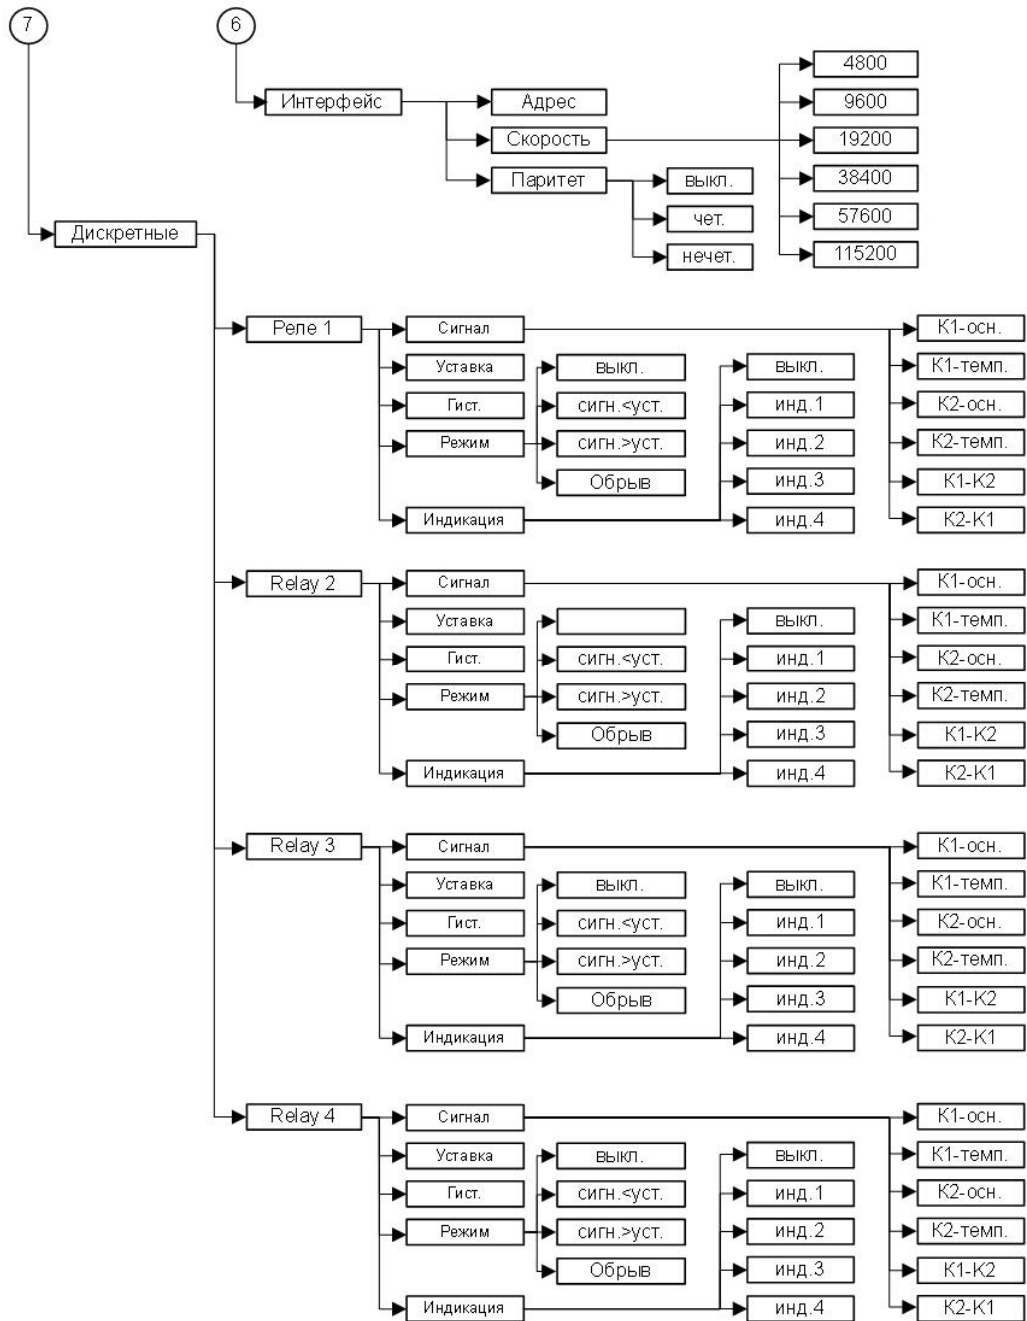 7
6
Интерфейс
Адрес
Скорость
Паритет
4800
9600
19200
38400
57600
115200
выкл.
чет.
нечет.
Дискретные
Реле 1
Сигнал
Уставка
Гист.
Режим
Индикация
выкл.
сигн.<уст.
сигн.>уст.
Обрыв
выкл.
инд.1
инд.2
инд.3
инд.4
К1-осн.
К1-темп.
К2-осн.
К2-темп.
К1-К2
К2-К1
Relay 2
Сигнал
Уставка
Гист.
Режим
Индикация
сигн.<уст.
сигн.>уст.
Обрыв
выкл.
инд.1
инд.2
инд.3
инд.4
К1-осн.
К1-темп.
К2-осн.
К2-темп.
К1-К2
К2-К1
Relay 3
Сигнал
Уставка
Гист.
Режим
Индикация
выкл.
сигн.<уст.
сигн.>уст.
Обрыв
выкл.
инд.1
инд.2
инд.3
инд.4
К1-осн.
К1-темп.
К2-осн.
К2-темп.
К1-К2
К2-К1
Relay 4
Сигнал
Уставка
Гист.
Режим
Индикация
выкл.
сигн.<уст.
сигн.>уст.
Обрыв
выкл.
инд.1
инд.2
инд.3
инд.4
К1-осн.
К1-темп.
К2-осн.
К2-темп.
К1-К2
К2-К1